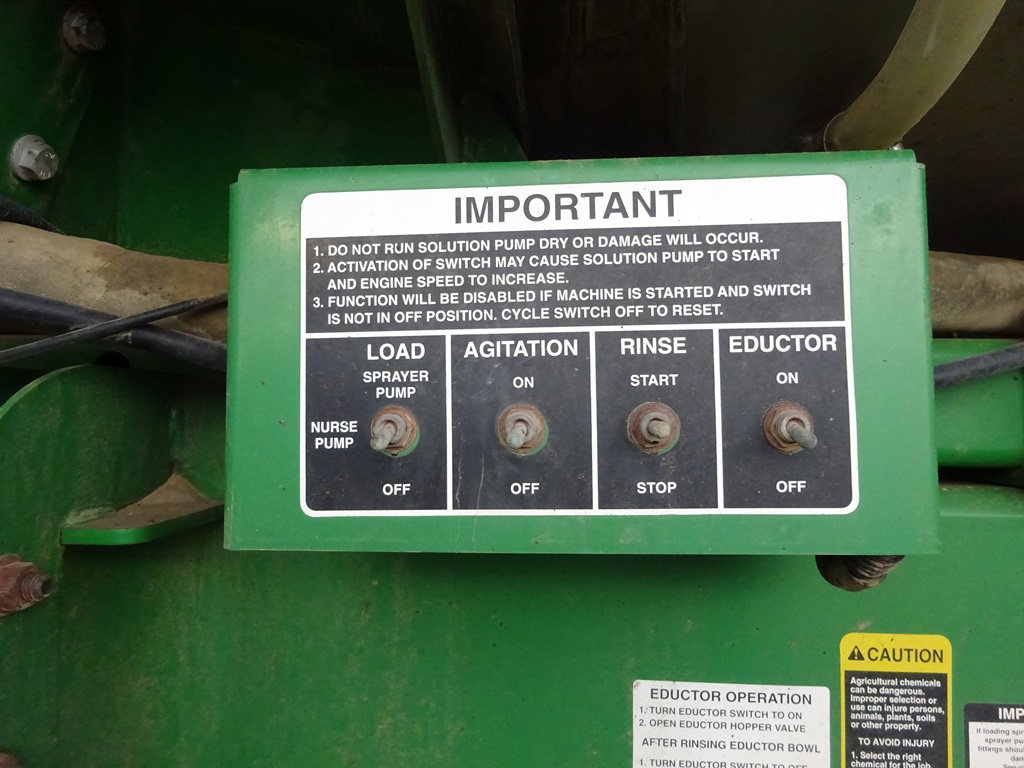 IMPORTANT
1. DO NOT RUN SOLUTION PUMP DRY OR DAMAGE WILL OCCUR.
2. ACTIVATION OF SWITCH MAY CAUSE SOLUTION PUMP TO START
AND ENGINE SPEED TO INCREASE.
3. FUNCTION WILL BE DISABLED IF MACHINE IS STARTED AND SWITCH
IS NOT IN OFF POSITION. CYCLE SWITCH OFF TO RESET.
LOAD
SPRAYER
PUMP
NURSE
PUMP
OFF
AGITATION
ON
OFF
RINSE
START
STOP
EDUCTOR
ON
OFF
EDUCTOR OPERATION
1. TURN EDUCTOR SWITCH TO ON
2. OPEN EDUCTOR HOPPER VALVE
AFTER RINSING EDUCTOR BOWL
1. TURN EDUCTOR SWITCH TO OFF
CAUTION
Agricultural chemicals
can be dangerous.
Improper selection or
use can injure persons,
animals, plants, soils
or other property.
TO AVOID INJURY
1. Select the right
chemical for the job.
IMP
. If loading spr
sprayer pu
fittings shou
dam